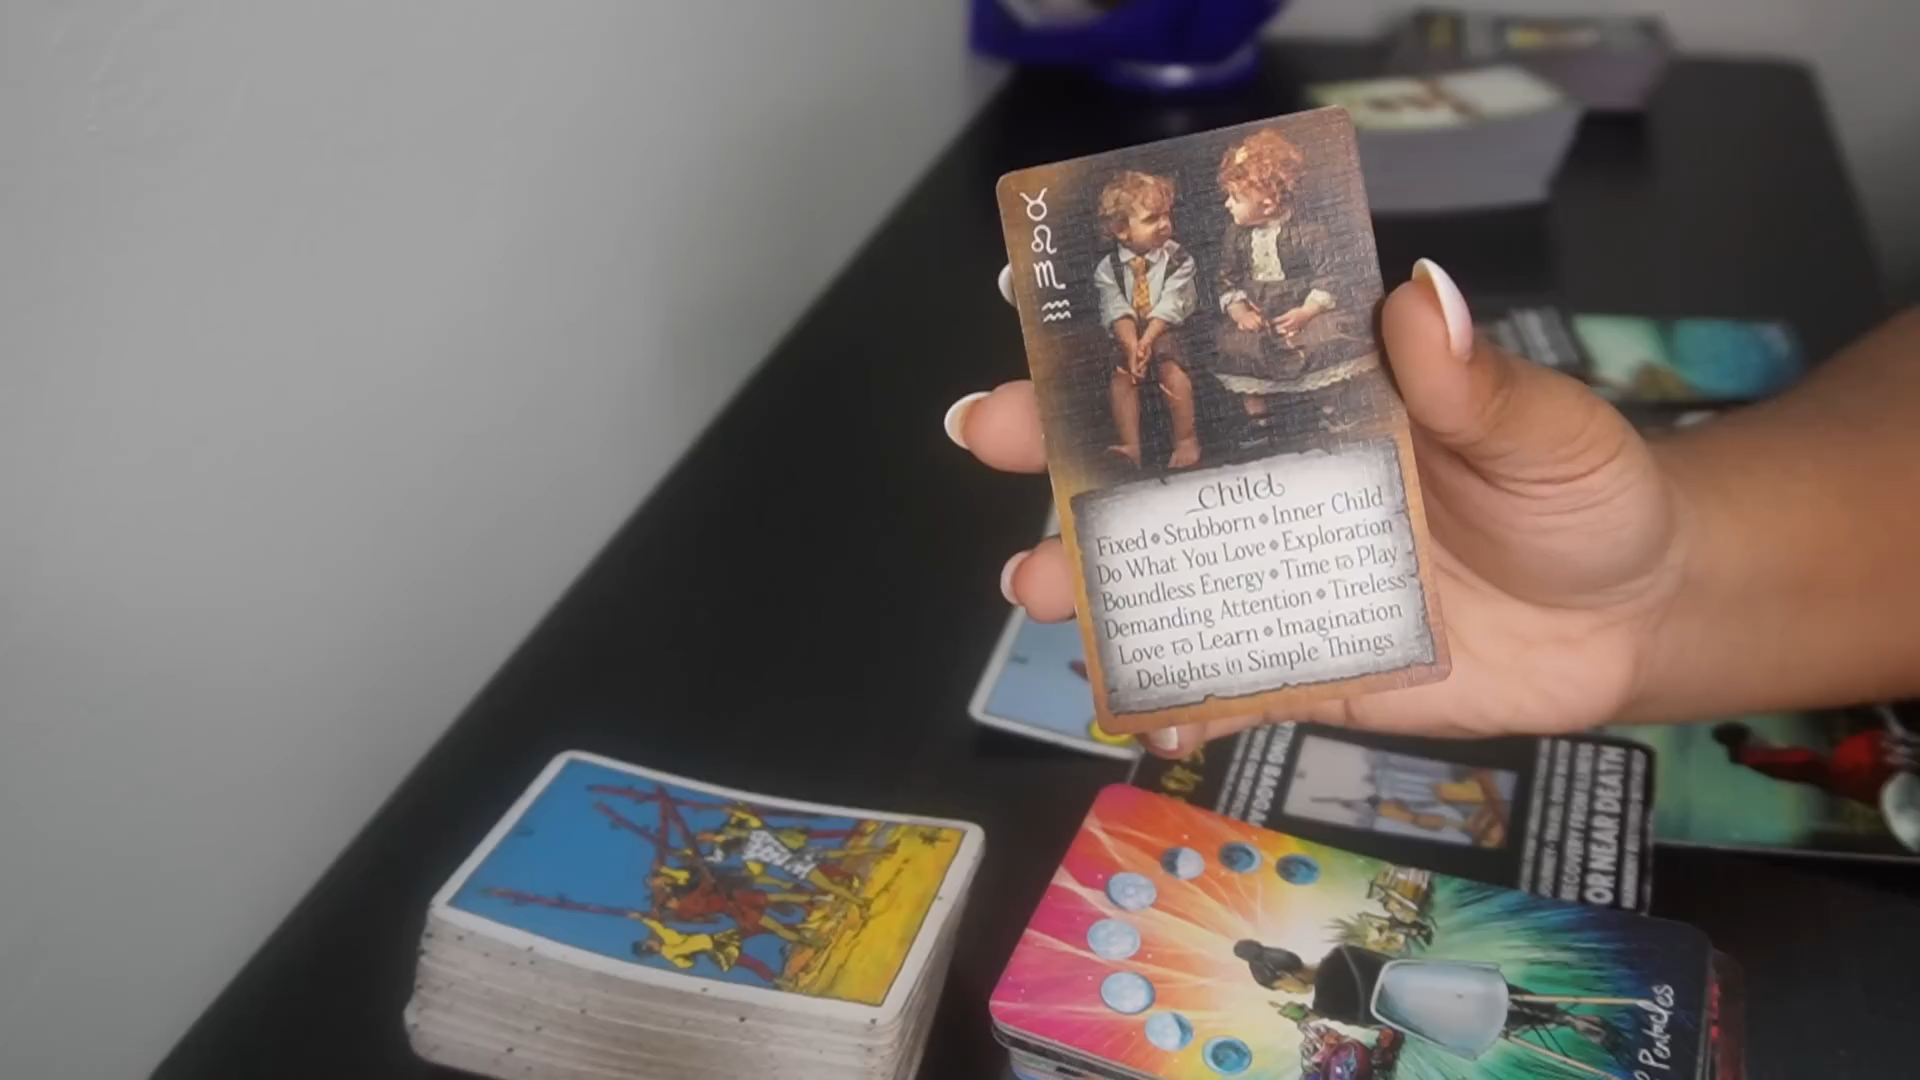 Child
Fixed • Stubborn • Inner Child
Do What You Love • Exploration
Boundless Energy • Time to Play
Demanding Attention • Tireless
Love to Learn • Imagination
Delights in Simple Things
OR NEAR DEATH
Pentacles